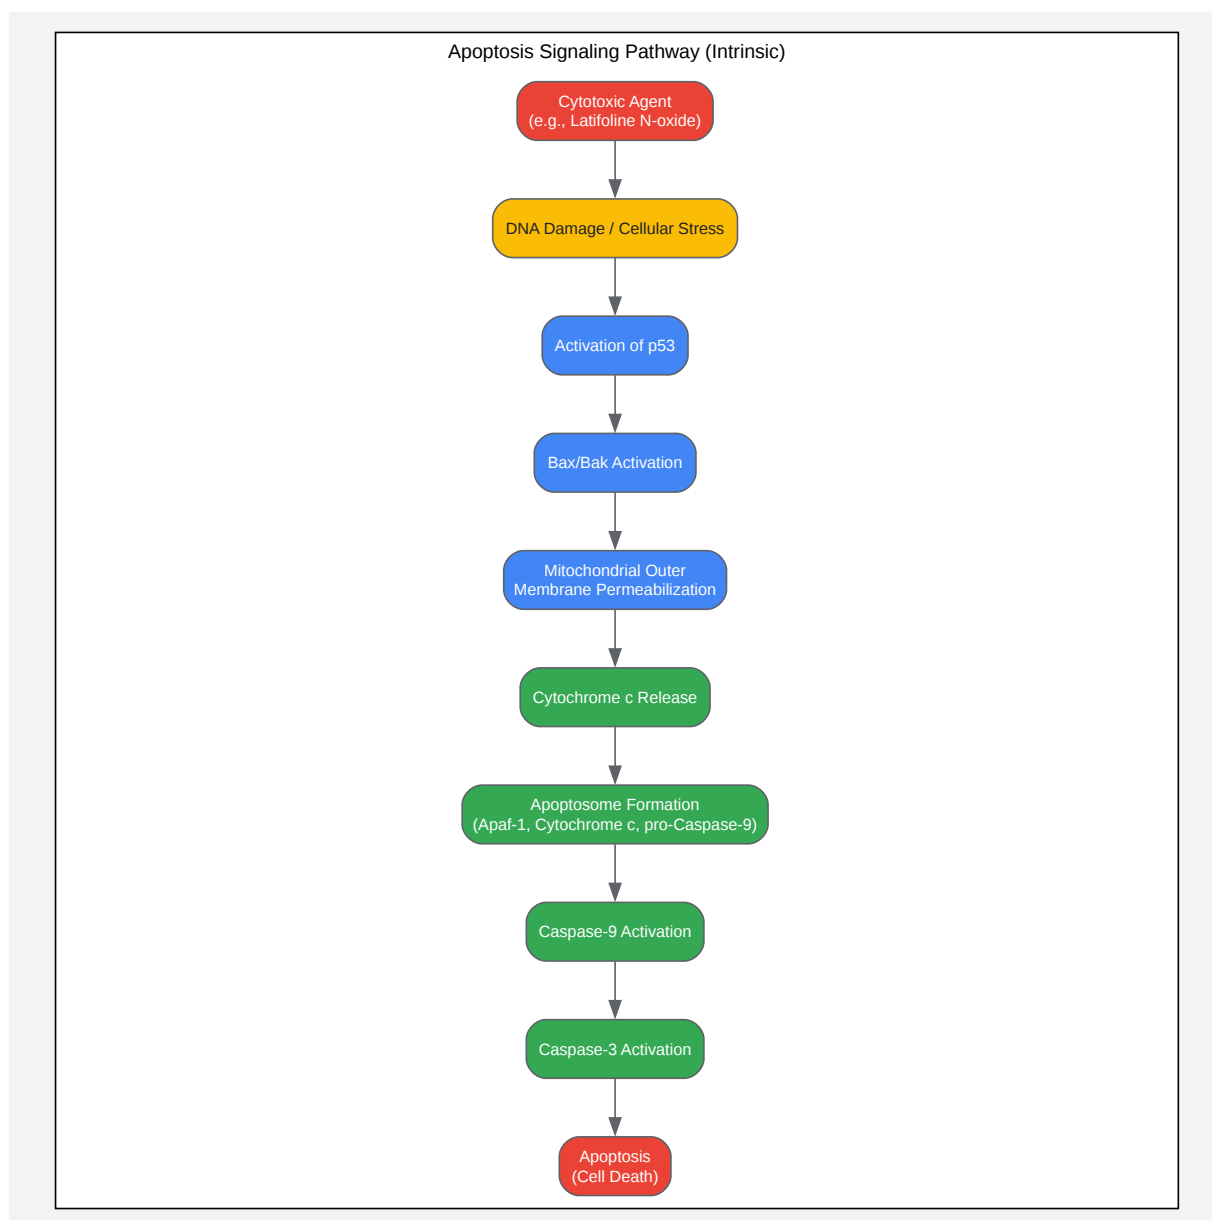 Apoptosis Signaling Pathway (Intrinsic)
Cytotoxic Agent
(e.g., Latifoline N-oxide)
DNA Damage / Cellular Stress
Activation of p53
Bax/Bak Activation
Mitochondrial Outer
Membrane Permeabilization
Cytochrome c Release
Apoptosome Formation
(Apaf-1, Cytochrome c, pro-Caspase-9)
Caspase-9 Activation
Caspase-3 Activation
Apoptosis
(Cell Death)